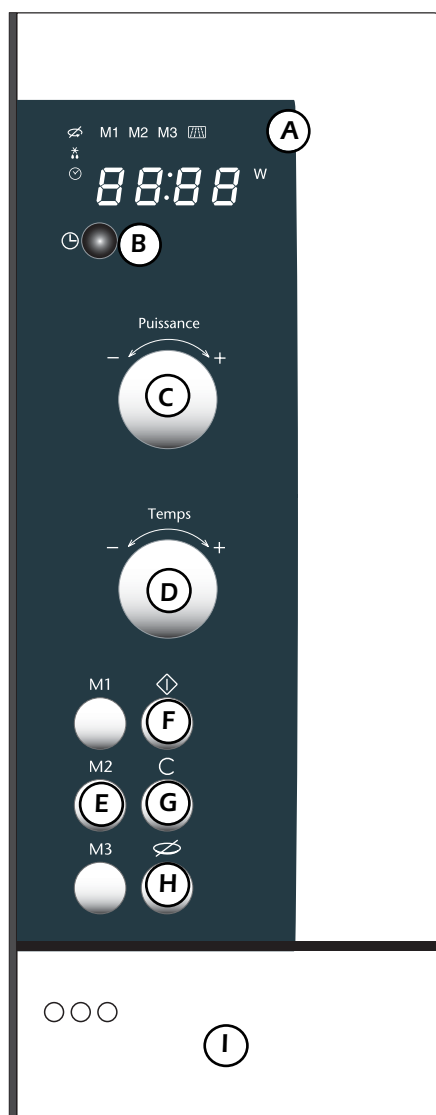 M1 M2 M3 A
88:88 W
B
Puissance
− +
C
Temps
− +
D
M1
F
M2 C
E G
M3
H
I